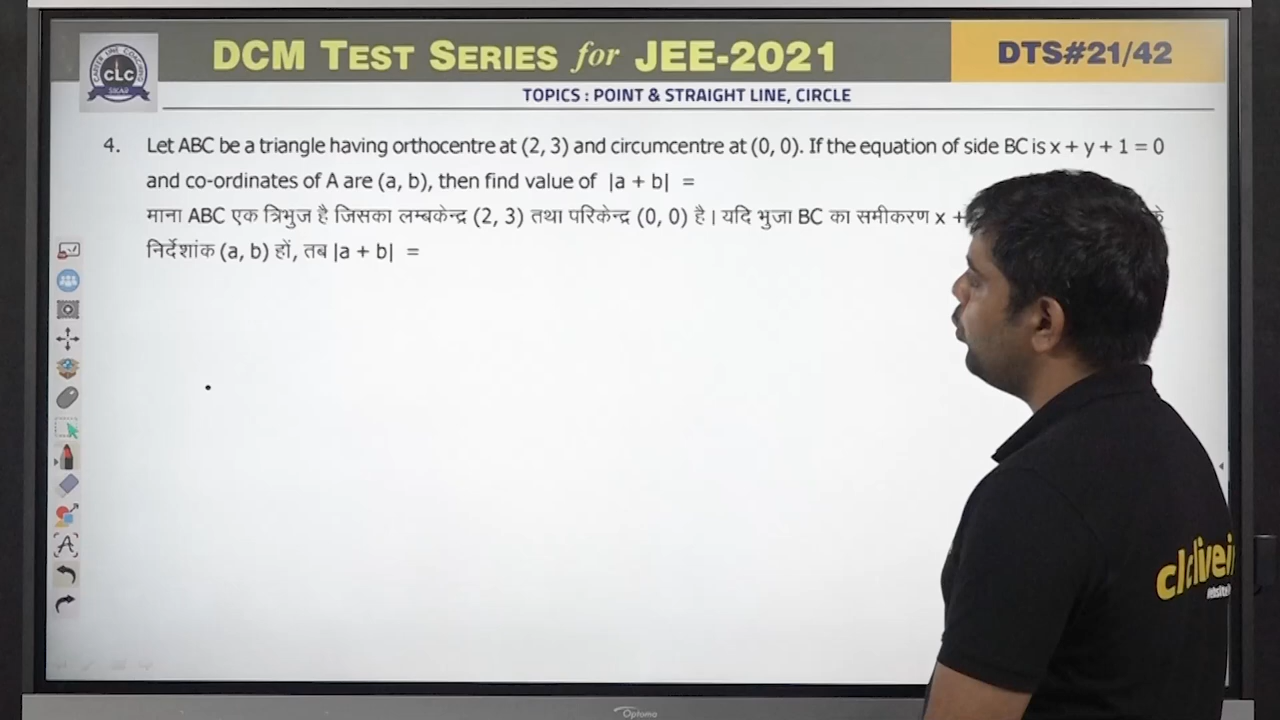 DCM TEST SERIES for JEE-2021
DTS#21/42
CLC
SIKAR
TOPICS : POINT & STRAIGHT LINE, CIRCLE
4. Let ABC be a triangle having orthocentre at (2, 3) and circumcentre at (0, 0). If the equation of side BC is x + y + 1 = 0
and co-ordinates of A are (a, b), then find value of |a + b| =
माना ABC एक त्रिभुज है जिसका लम्बकेन्द्र (2, 3) तथा परिकेन्द्र (0, 0) है। यदि भुजा BC का समीकरण x +
निर्देशांक (a, b) हों, तब |a + b| =
Optoma